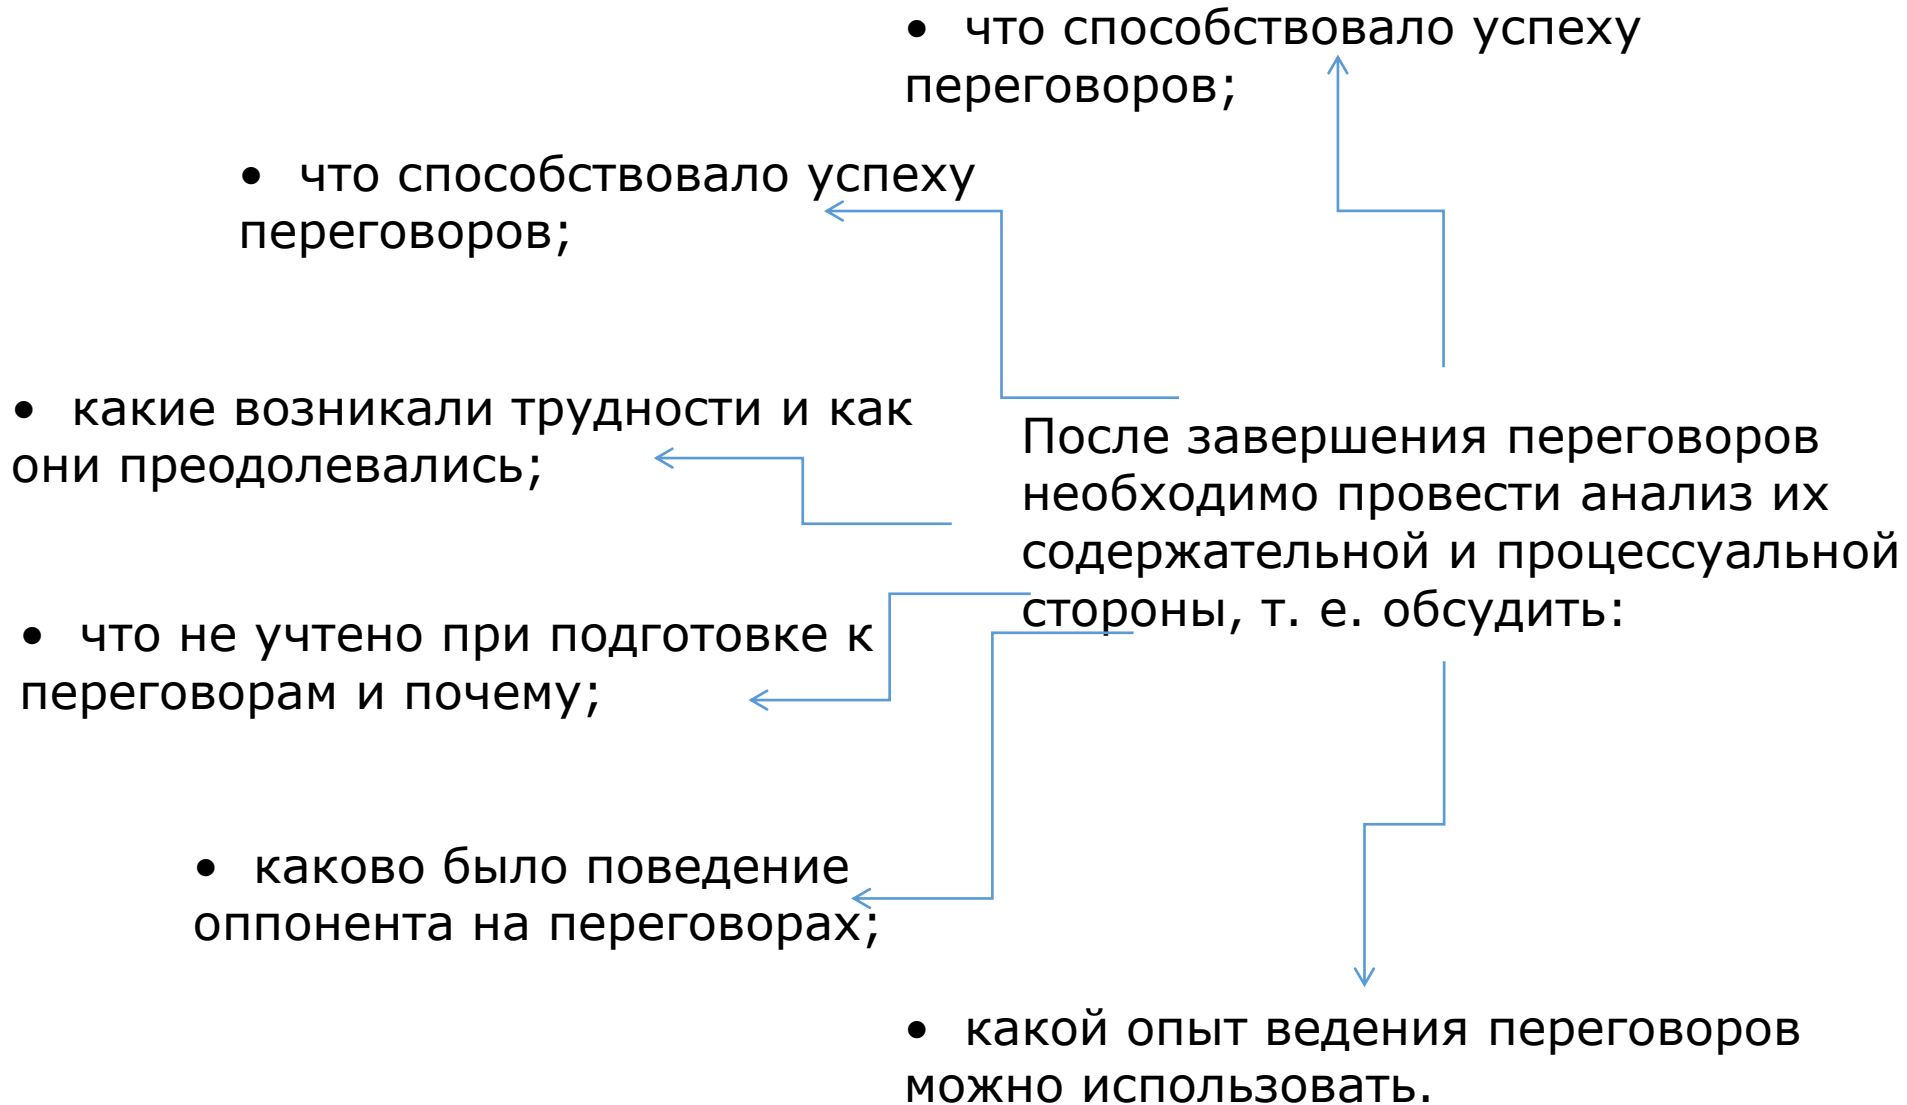 • что способствовало успеху
переговоров;
• что способствовало успеху
переговоров;
• какие возникали трудности и как
они преодолевались;
После завершения переговоров
необходимо провести анализ их
содержательной и процессуальной
стороны, т. е. обсудить:
• что не учтено при подготовке к
переговорам и почему;
• каково было поведение
оппонента на переговорах;
• какой опыт ведения переговоров
можно использовать.